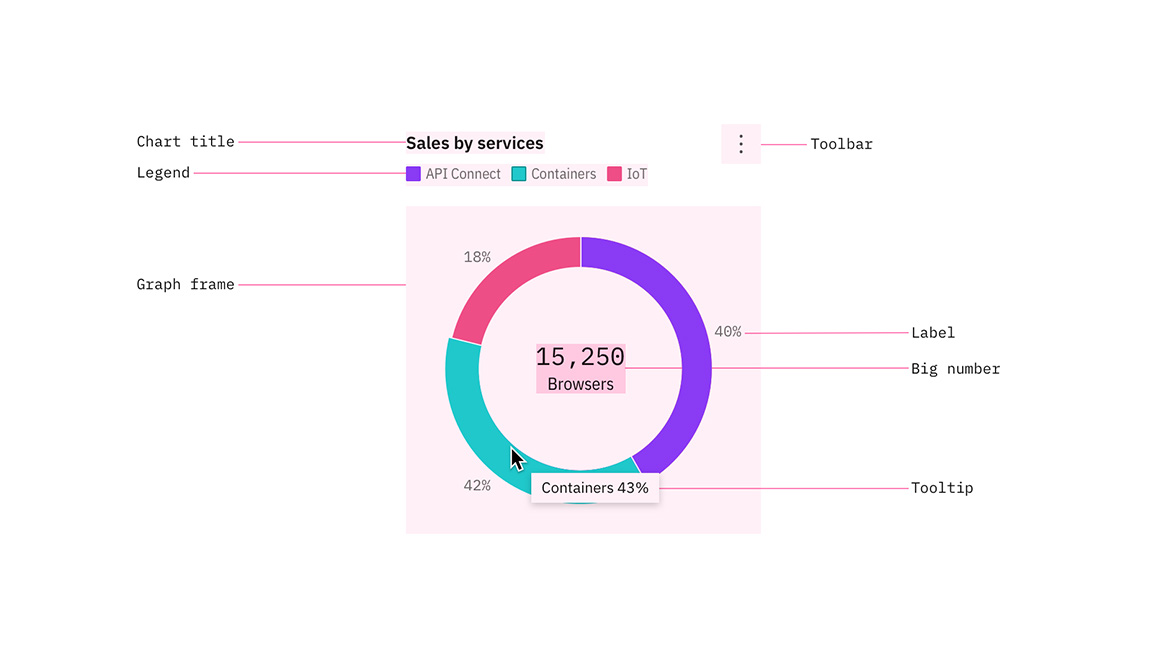 Chart title
Sales by services
Toolbar
Legend
API Connect
Containers
IoT
18%
Graph frame
40%
Label
15,250
Browsers
Big number
42%
Containers 43%
Tooltip